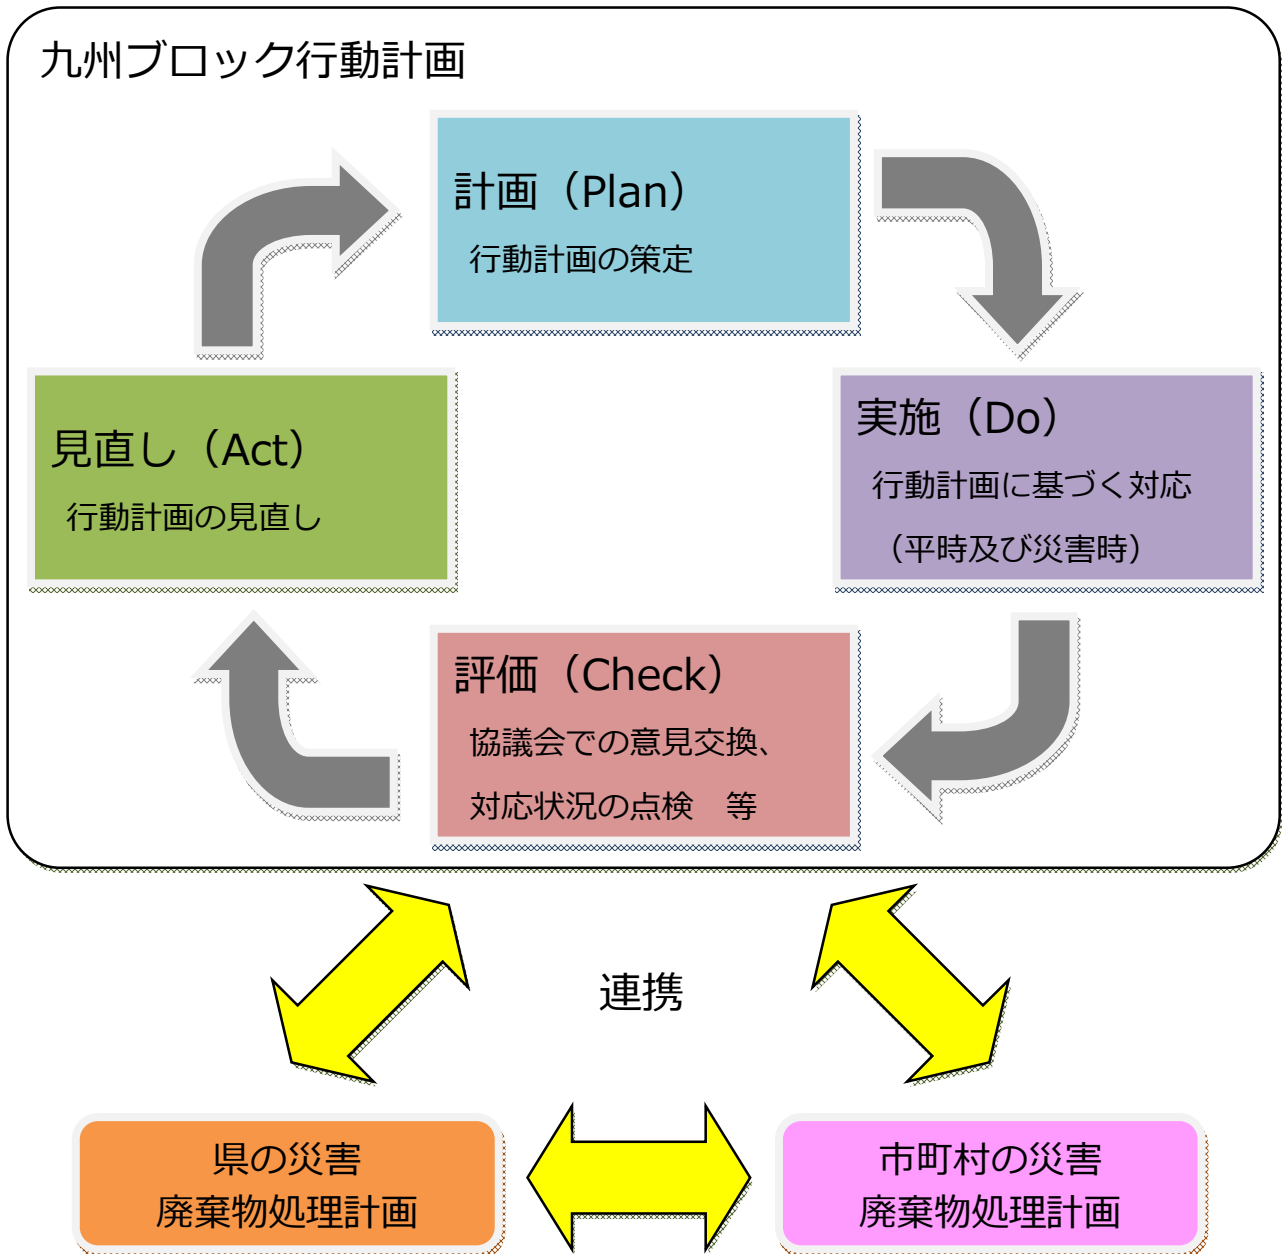 九州ブロック行動計画
計画（Plan）
行動計画の策定
見直し（Act）
行動計画の見直し
実施（Do）
行動計画に基づく対応
（平時及び災害時）
評価（Check）
協議会での意見交換、
対応状況の点検　等
連携
県の災害
廃棄物処理計画
市町村の災害
廃棄物処理計画